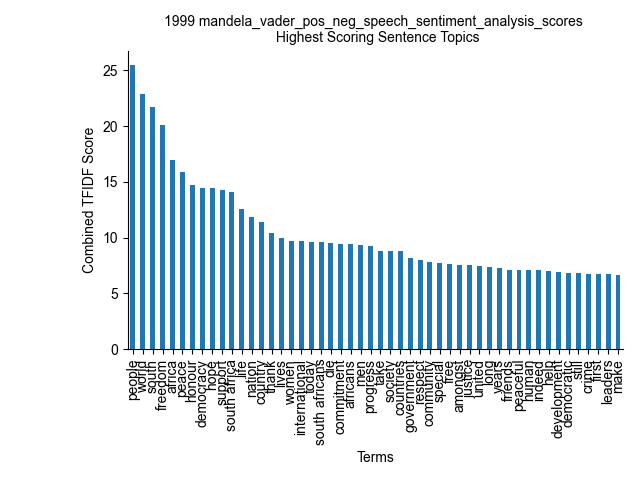 1999 mandela_vader_pos_neg_speech_sentiment_analysis_scores
Highest Scoring Sentence Topics
25
20
15
10
5
0
Combined TFIDF Score
people
world
south
freedom
africa
peace
honour
democracy
hope
support
south africa
life
nation
country
thank
lives
women
international
today
south africans
die
commitment
africans
men
progress
take
society
countries
government
respect
community
special
free
amongst
justice
united
long
years
friends
peaceful
human
indeed
help
development
democratic
still
crime
first
leaders
make
Terms